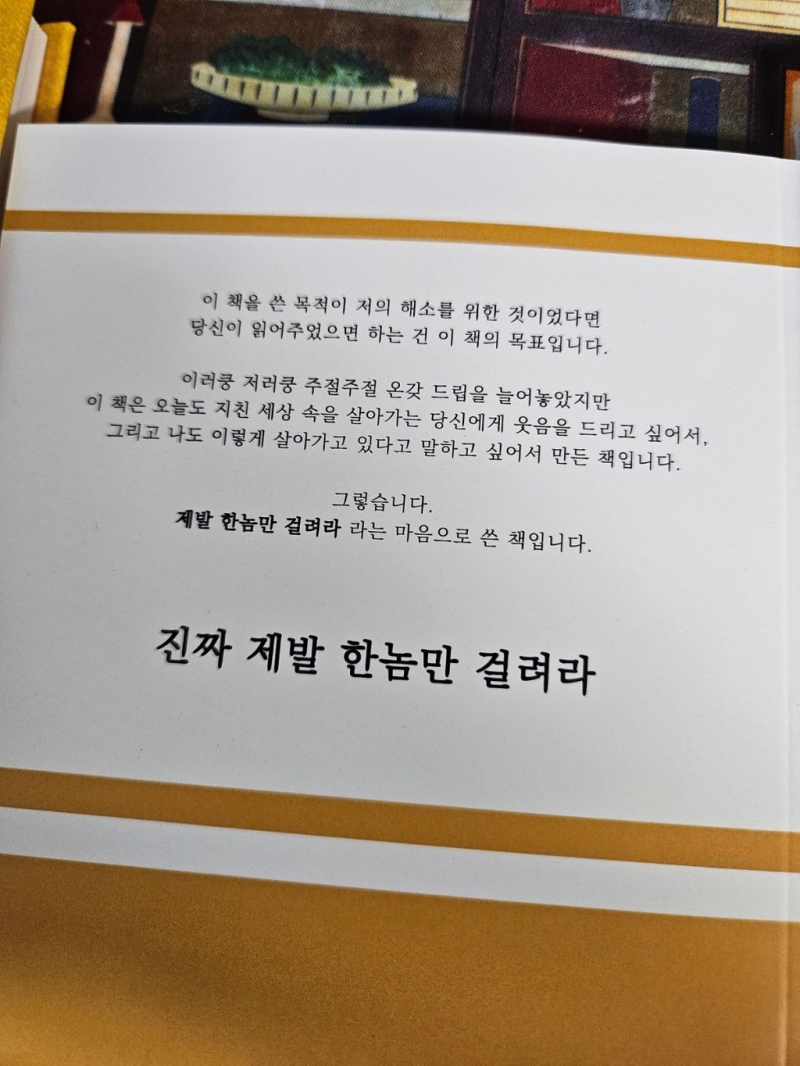 이 책을 쓴 목적이 저의 해소를 위한 것이었다면
당신이 읽어주었으면 하는 건 이 책의 목표입니다.
이러쿵 저러쿵 주절주절 온갖 드립을 늘어놓았지만
이 책은 오늘도 지친 세상 속을 살아가는 당신에게 웃음을 드리고 싶어서,
그리고 나도 이렇게 살아가고 있다고 말하고 싶어서 만든 책입니다.
그렇습니다.
제발 한놈만 걸려라 라는 마음으로 쓴 책입니다.
진짜 제발 한놈만 걸려라